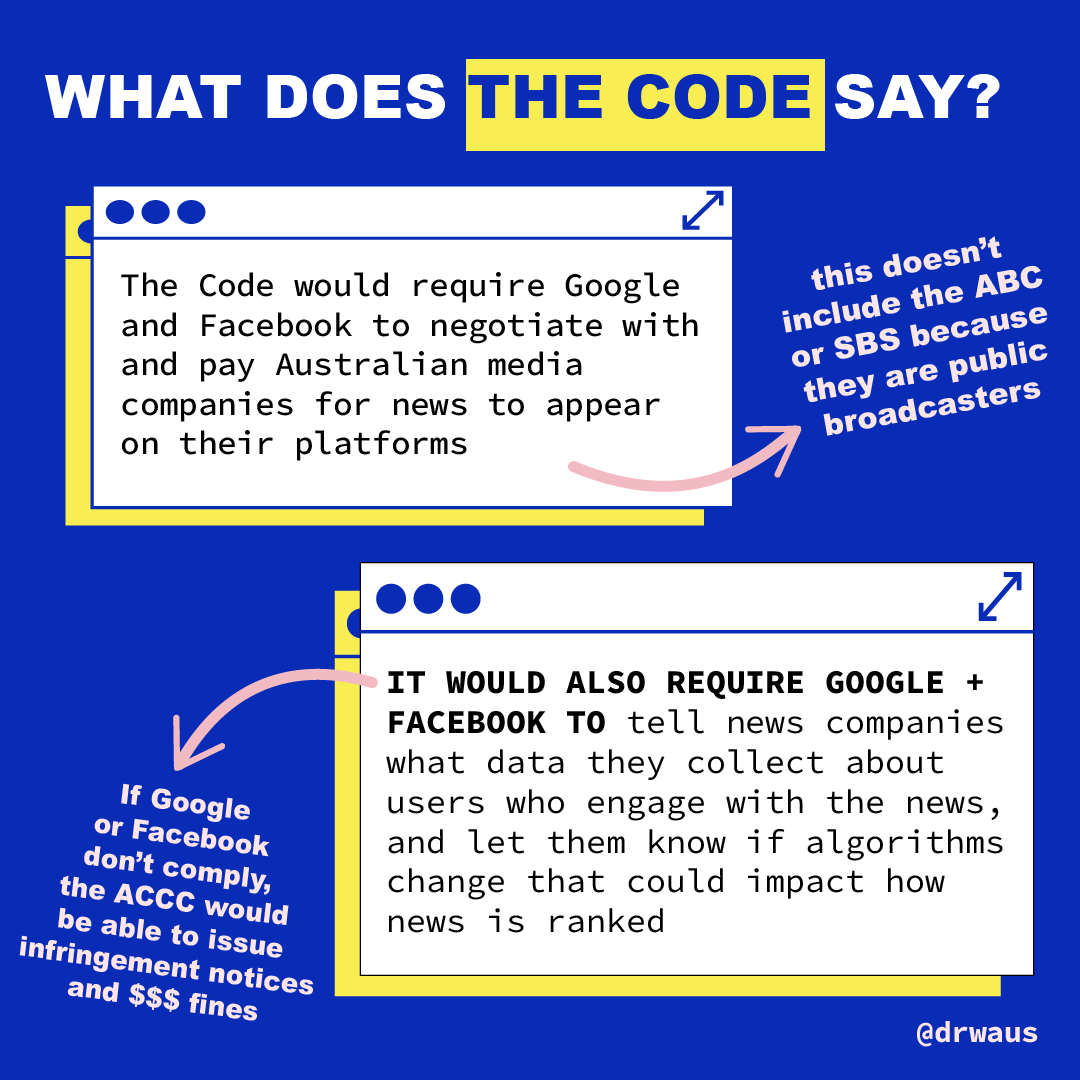 WHAT DOES THE CODE SAY?
The Code would require Google
and Facebook to negotiate with
and pay Australian media
companies for news to appear
on their platforms
this doesn’t
include the ABC
or SBS because
they are public
broadcasters
IT WOULD ALSO REQUIRE GOOGLE +
FACEBOOK TO tell news companies
what data they collect about
users who engage with the news,
and let them know if algorithms
change that could impact how
news is ranked
If Google
or Facebook
don’t comply,
the ACCC would
be able to issue
infringement notices
and $$$ fines
@drwaus